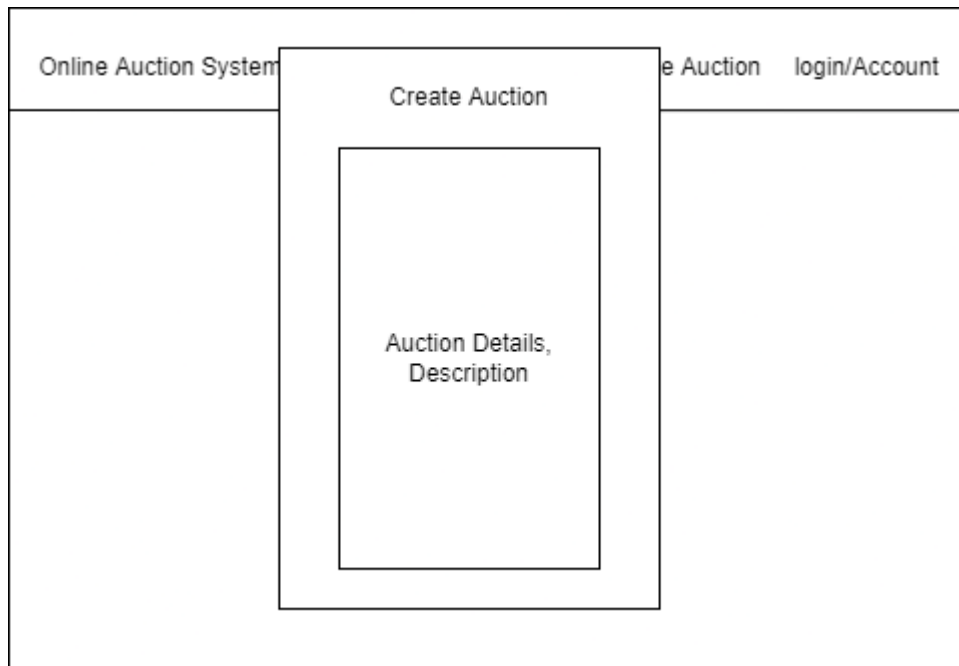 Online Auction System e Auction login/Account
Create Auction
Auction Details,
Description